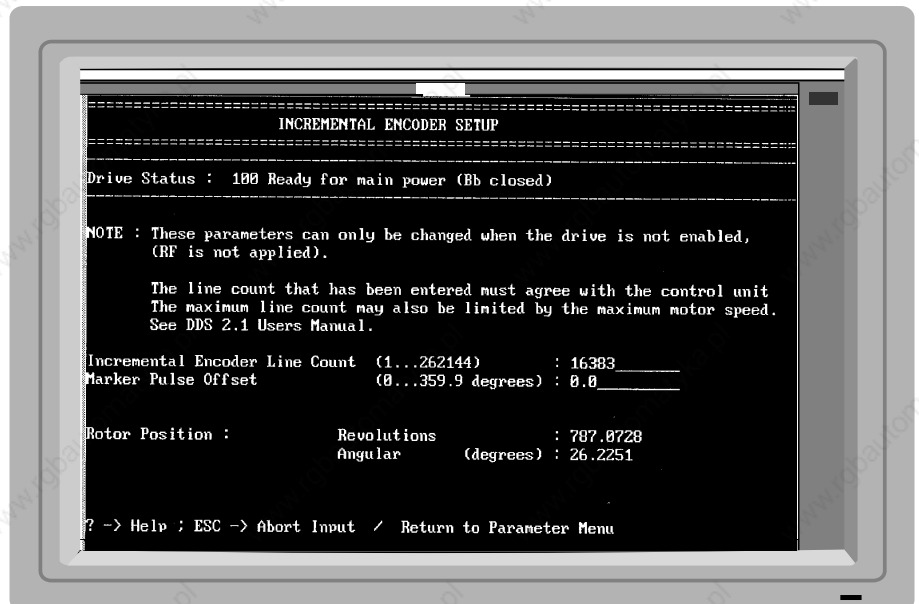 INCREMENTAL ENCODER SETUP
Drive Status : 100 Ready for main power (Bb closed)
NOTE : These parameters can only be changed when the drive is not enabled,
(RF is not applied).
The line count that has been entered must agree with the control unit
The maximum line count may also be limited by the maximum motor speed.
See DDS 2.1 Users Manual.
Incremental Encoder Line Count (1...262144) : 16383________
Marker Pulse Offset (0...359.9 degrees) : 0.0__________
Rotor Position : Revolutions : 787.0728
Angular (degrees) : 26.2251
? -> Help ; ESC -> Abort Input / Return to Parameter Menu